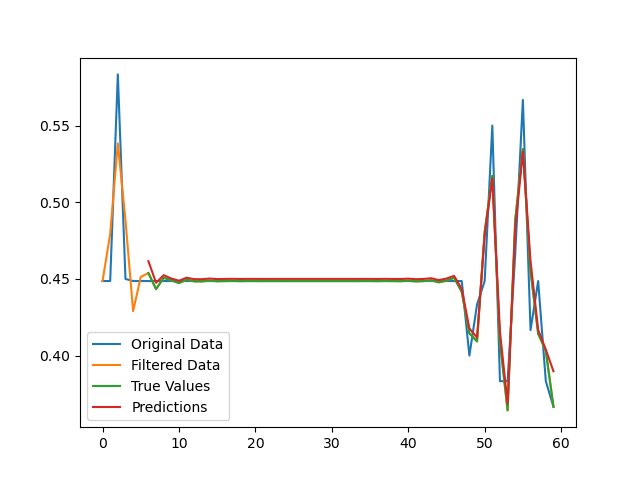 0.55
0.50
0.45
0.40
Original Data
Filtered Data
True Values
Predictions
0 10 20 30 40 50 60